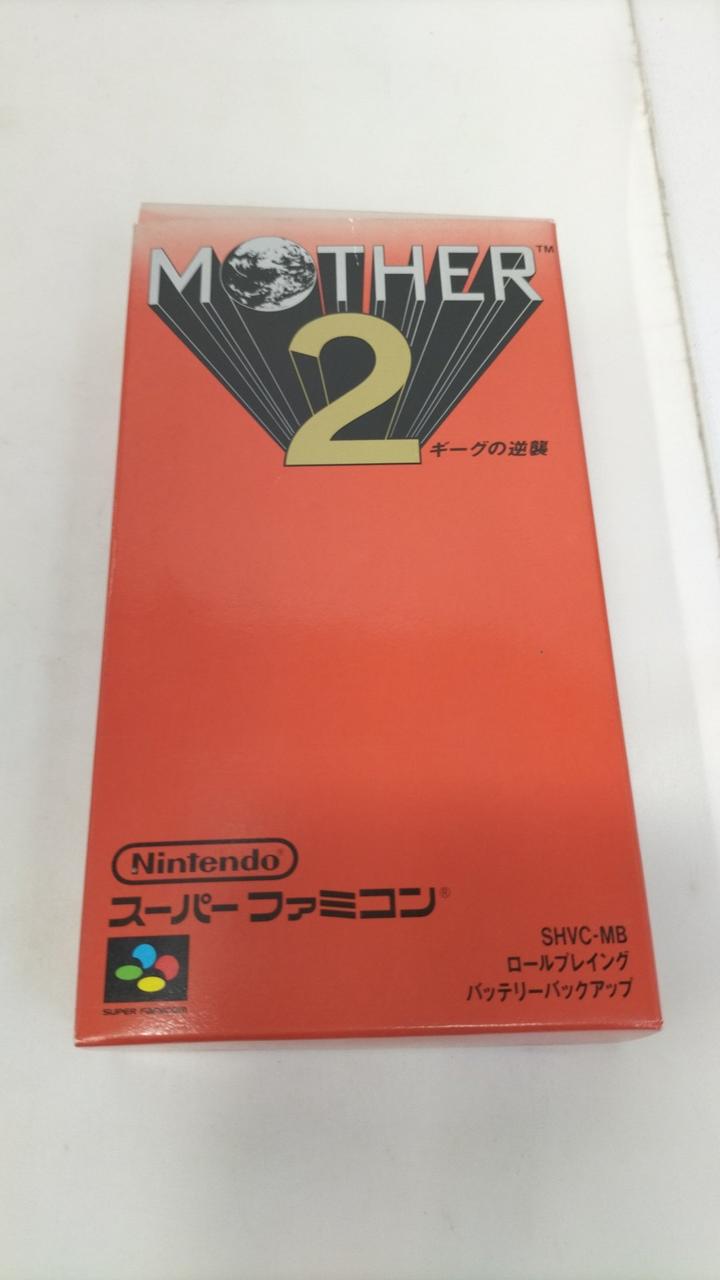 MOTHER™
2
ギーグの逆襲
Nintendo®
スーパーファミコン®
SUPER FAMICOM
SHVC-MB
ロールプレイング
バッテリーバックアップ